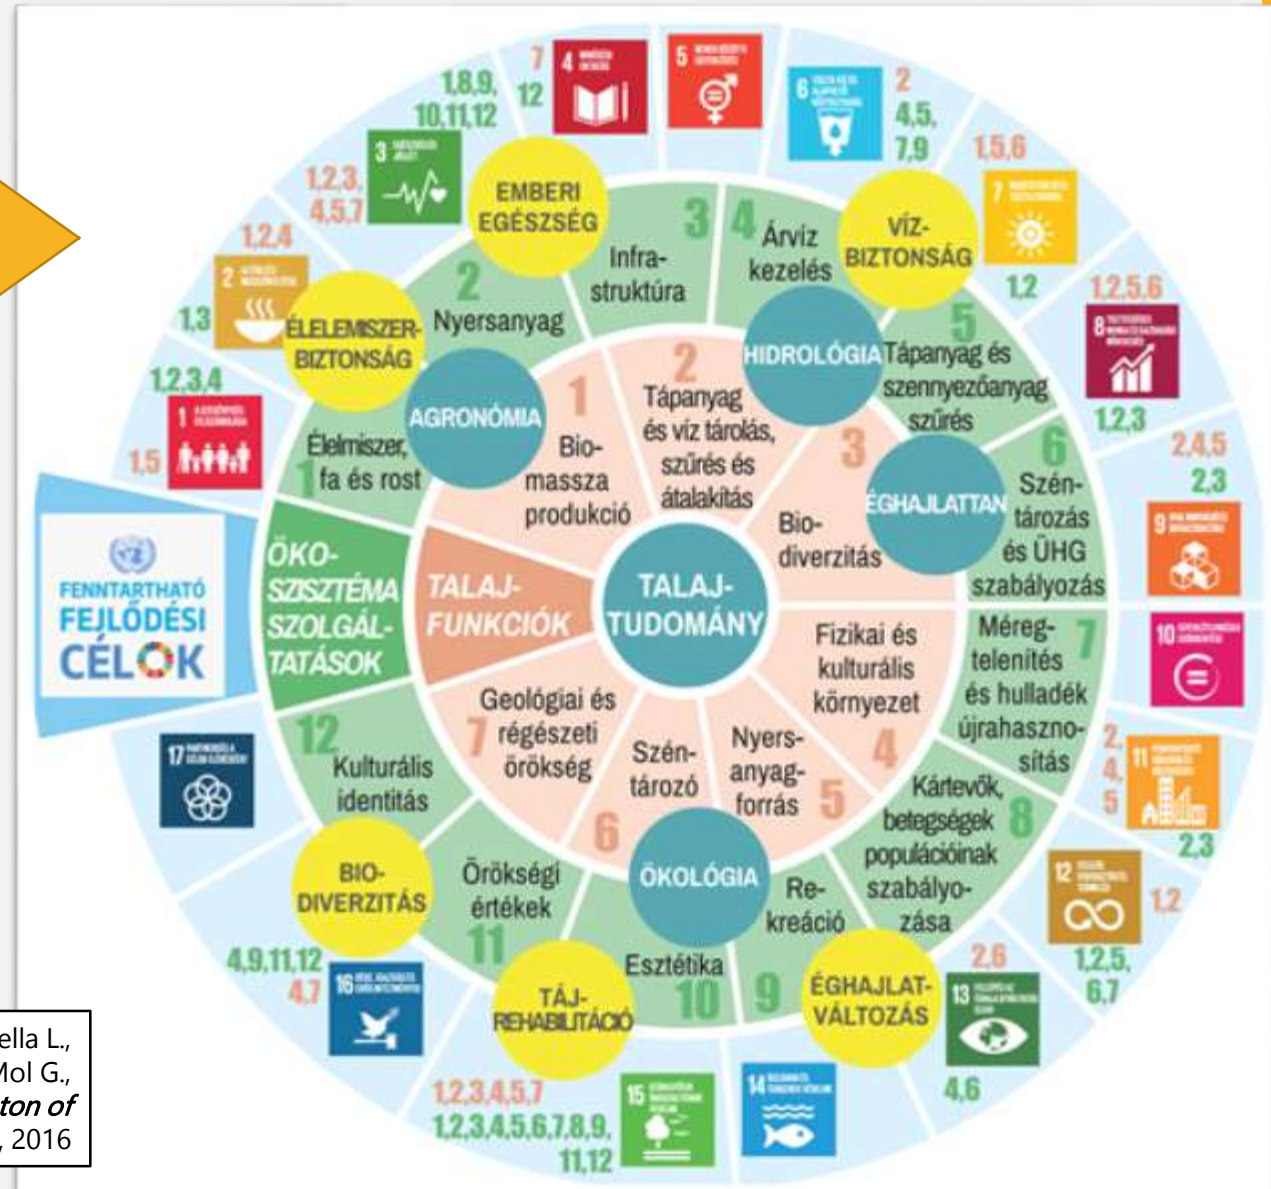 FENNTARTHATÓ
FEJLŐDÉSI
CÉLOK
ÖKO-
SZISZTÉMA
SZOLGÁL-
TATÁSOK
TALAJ-
FUNKCIÓK
TALAJ-
TUDOMÁNY
1
Bio-
massza
produkció
2
Tápanyag
és víz tárolás,
szűrés és
átalakítás
3
Bio-
diverzitás
Fizikai és
kulturális
környezet
4
Nyers-
anyag-
forrás
5
Szén-
tározó
6
Geológiai és
régészeti
örökség
7
AGRONÓMIA
HIDROLÓGIA
ÉGHAJLATTAN
ÖKOLÓGIA
Élelmiszer,
fa és rost
1
2
Nyersanyag
3
Infra-
struktúra
4
Árvíz
kezelés
5
Tápanyag és
szennyezőanyag
szűrés
6
Szén-
tározás
és ÜHG
szabályozás
Méreg-
telenítés
és hulladék
újrahaszno-
sítás
7
Kártevők,
betegségek
populációinak
szabályo-
zása
8
Re-
kreáció
9
Esztétika
10
Örökségi
értékek
11
12
Kulturális
identitás
ÉLELEMISZER-
BIZTONSÁG
EMBERI
EGÉSZSÉG
VÍZ-
BIZTONSÁG
ÉGHAJLAT-
VÁLTOZÁS
TÁJ-
REHABILITÁCIÓ
BIO-
DIVERZITÁS
1,2,3,4
1
1,5
1,2,4
2
1,3
1,8,9,
10,11,12
3
1,2,3,
4,5,7
7
12
4
5
6
2
4,5,
7,9
1,5,6
7
1,2
1,2,5,6
8
1,2,3
2,4,5
2,3
9
10
2,
4,
5
11
2,3
12
1,2
1,2,5,
6,7
2,6
13
4,6
14
1,2,3,4,5,7
1,2,3,4,5,6,7,8,9,
11,12
15
4,9,11,12
4,7
16
17
ella L.,
Mol G.,
ton of
, 2016